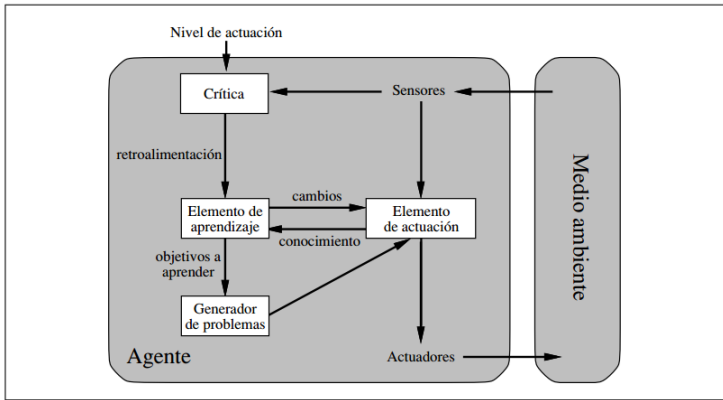 Nivel de actuación
Crítica
Sensores
retroalimentación
cambios
Elemento de
aprizaje
Elemento
de actuación
conocimiento
objetivos a
aprender
Generador
de problemas
Agente
Actuadores
Medio ambiente